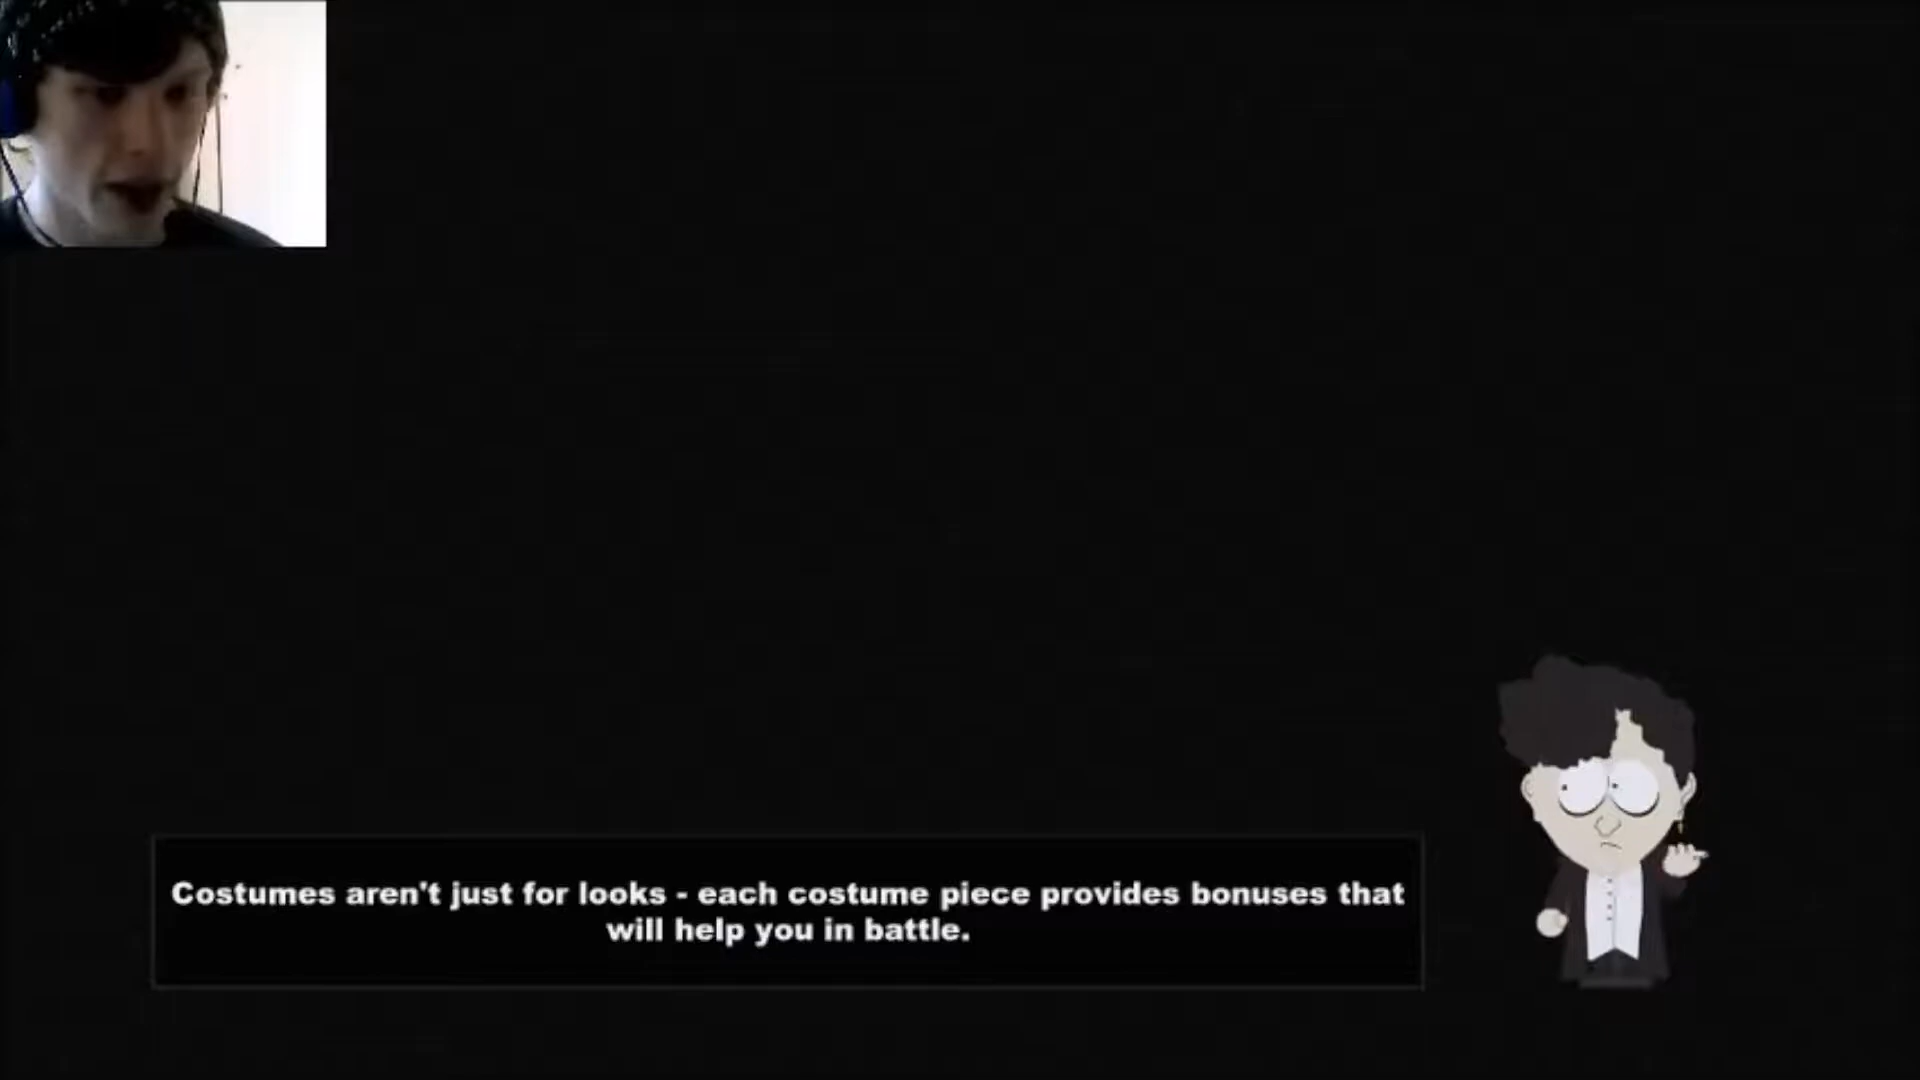 Costumes aren't just for looks - each costume piece provides bonuses that
will help you in battle.